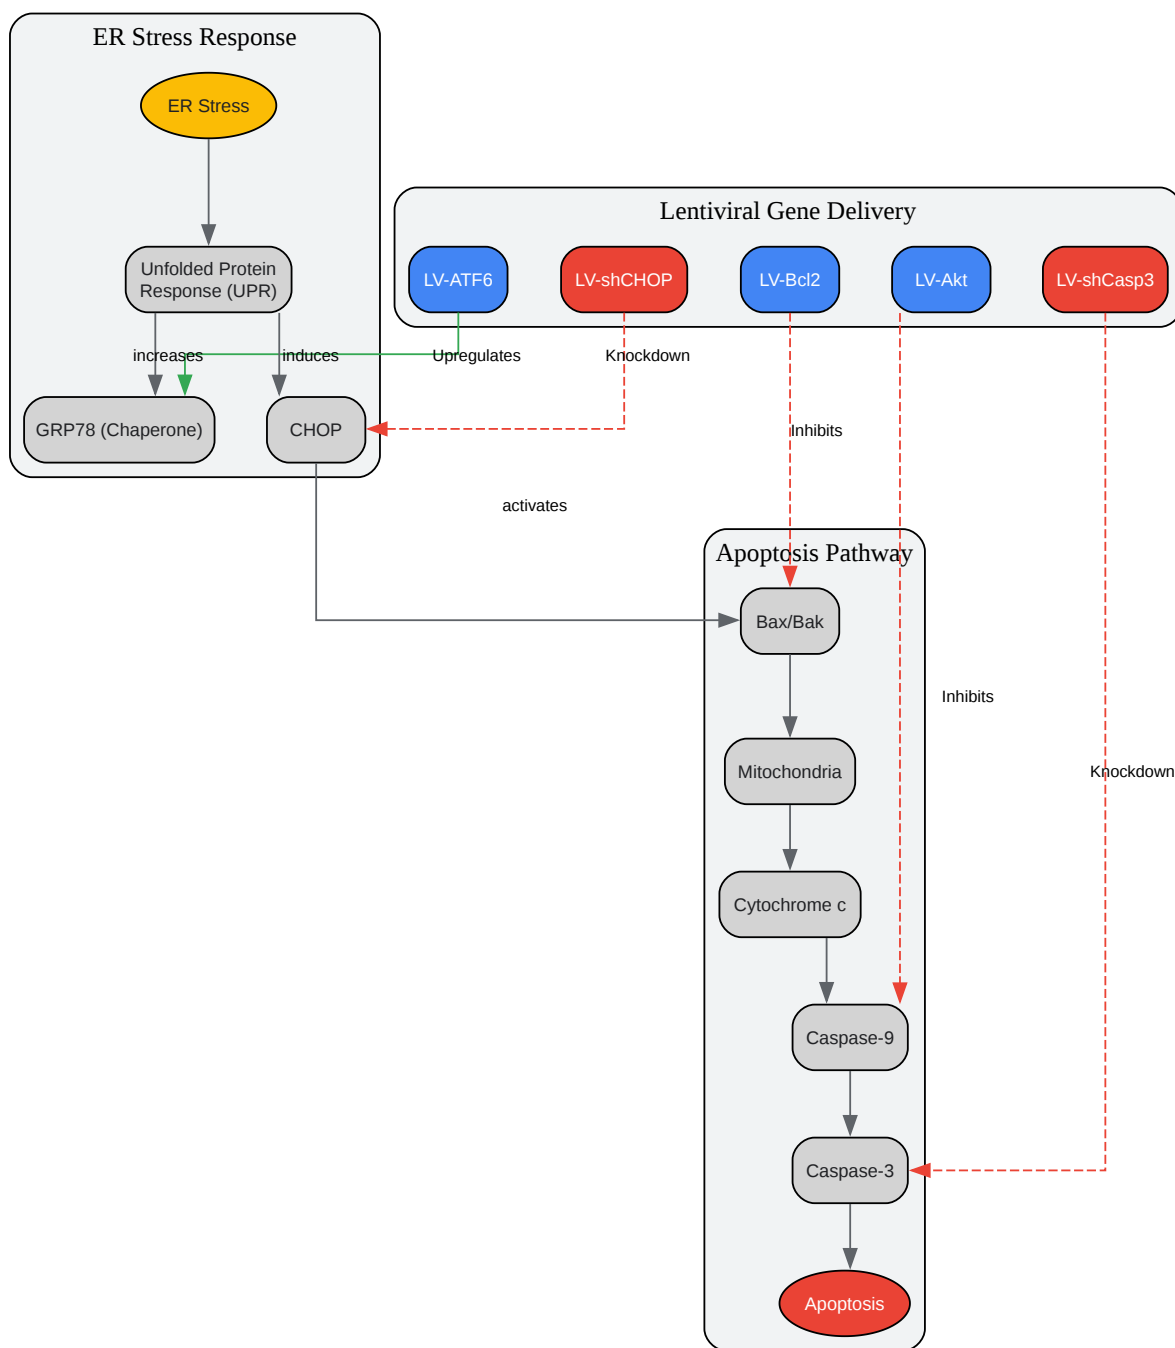 ER Stress Response
ER Stress
Lentiviral Gene Delivery
Unfolded Protein
Response (UPR)
LV-ATF6
LV-shCHOP
LV-Bcl2
LV-Akt
LV-shCasp3
increases
induces
Upregulates
Knockdown
GRP78 (Chaperone)
CHOP
Inhibits
activates
Apoptosis Pathway
Bax/Bak
Inhibits
Mitochondria
Knockdown
Cytochrome c
Caspase-9
Caspase-3
Apoptosis